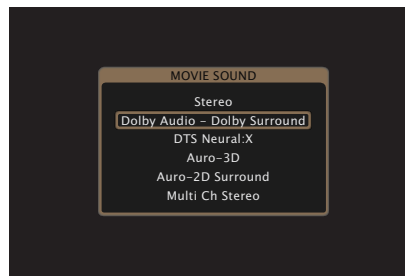 MOVIE SOUND
Stereo
Dolby Audio – Dolby Surround
DTS Neural:X
Auro-3D
Auro-2D Surround
Multi Ch Stereo